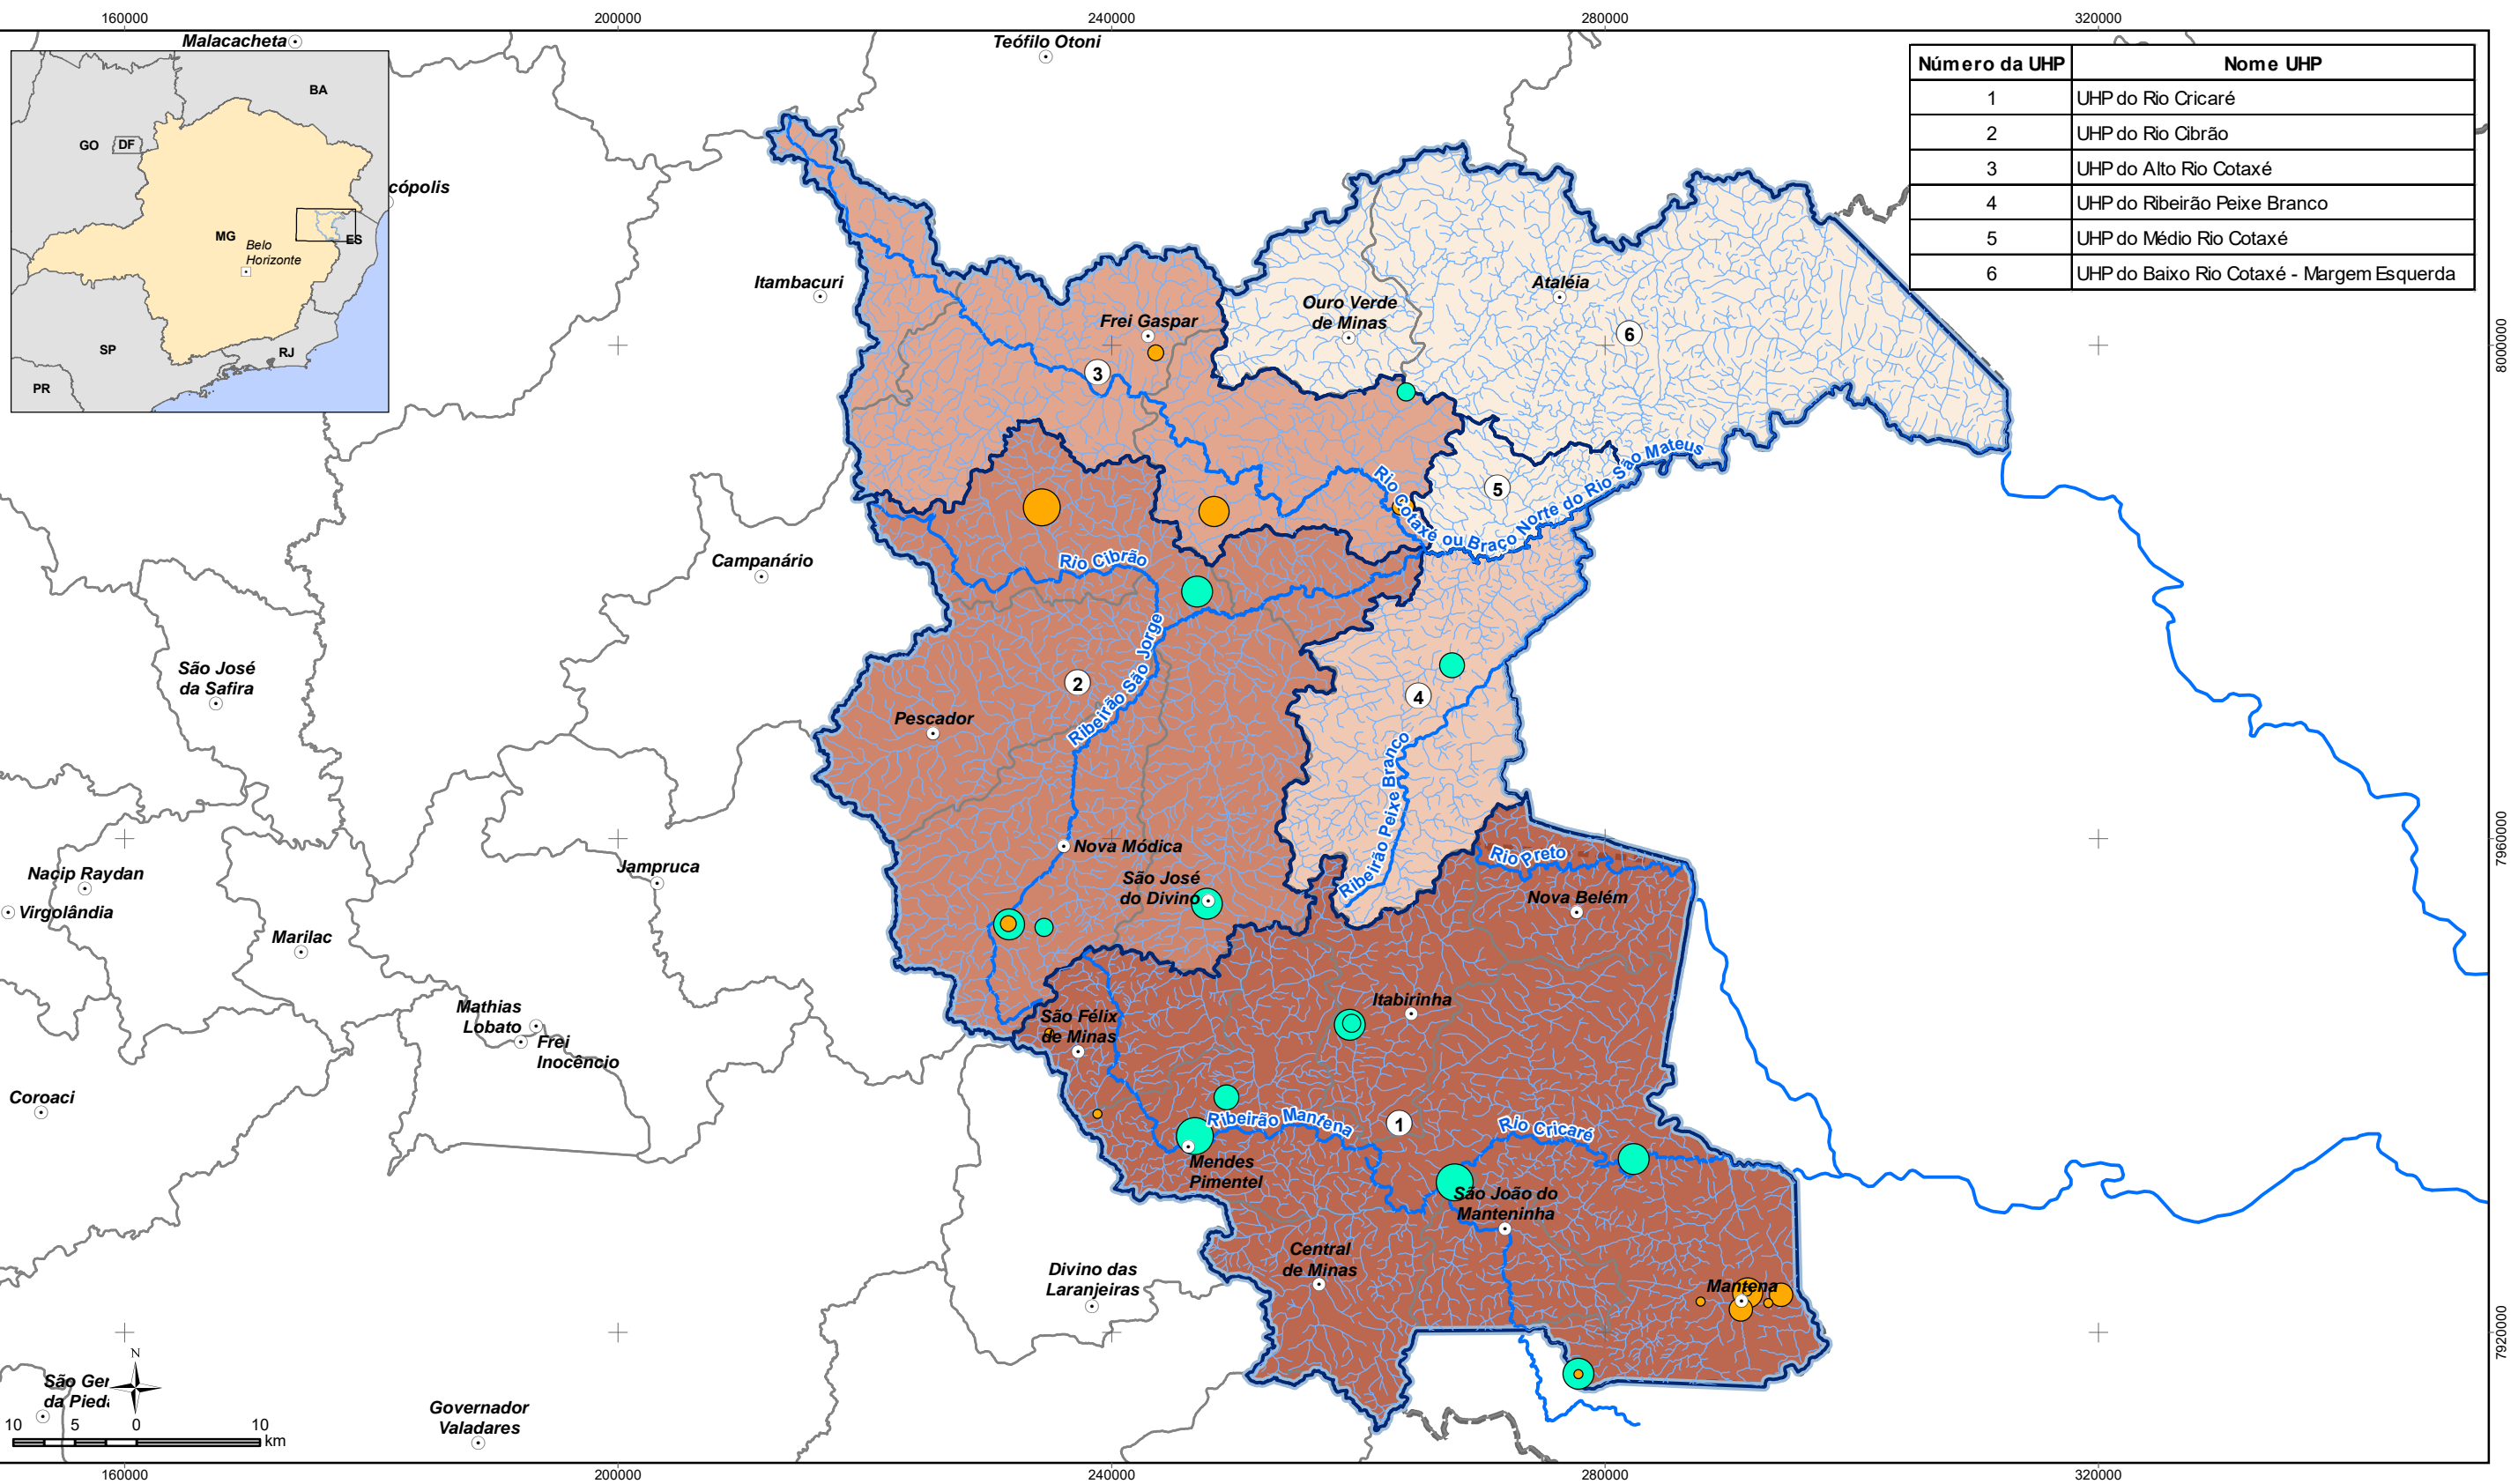 160000
200000
240000
280000
320000
Malacacheta
Teófilo Otoni
Número da UHP
Nome UHP
1
UHP do Rio Cricaré
2
UHP do Rio Cibrão
3
UHP do Alto Rio Cotaxé
4
UHP do Ribeirão Peixe Branco
5
UHP do Médio Rio Cotaxé
6
UHP do Baixo Rio Cotaxé - Margem Esquerda
BA
GO
DF
MG
Belo
Horizonte
ES
SP
RJ
PR
cópolis
Itambacuri
Frei Gaspar
Ouro Verde
de Minas
Ataléia
6
3
8000000
5
Rio Cotaxé ou Braço Norte do Rio São Mateus
Campanário
Rio Cibrão
São José
da Safira
2
Ribeirão São Jorge
4
Pescador
Ribeirão Peixe Branco
Nova Módica
7960000
Rio Preto
Jampruca
Nacip Raydan
São José
do Divino
Nova Belém
Virgolândia
Marilac
Mathias
Lobato
Frei
Inocêncio
São Félix
de Minas
Itabirinha
Coroaci
Ribeirão Mantena
1
Rio Cricaré
Mendes
Pimentel
São João do
Manteninha
Central
de Minas
Divino das
Laranjeiras
Mantena
7920000
N
São Ger
da Pieda
Governador
Valadares
10
5
0
10
km
160000
200000
240000
280000
320000